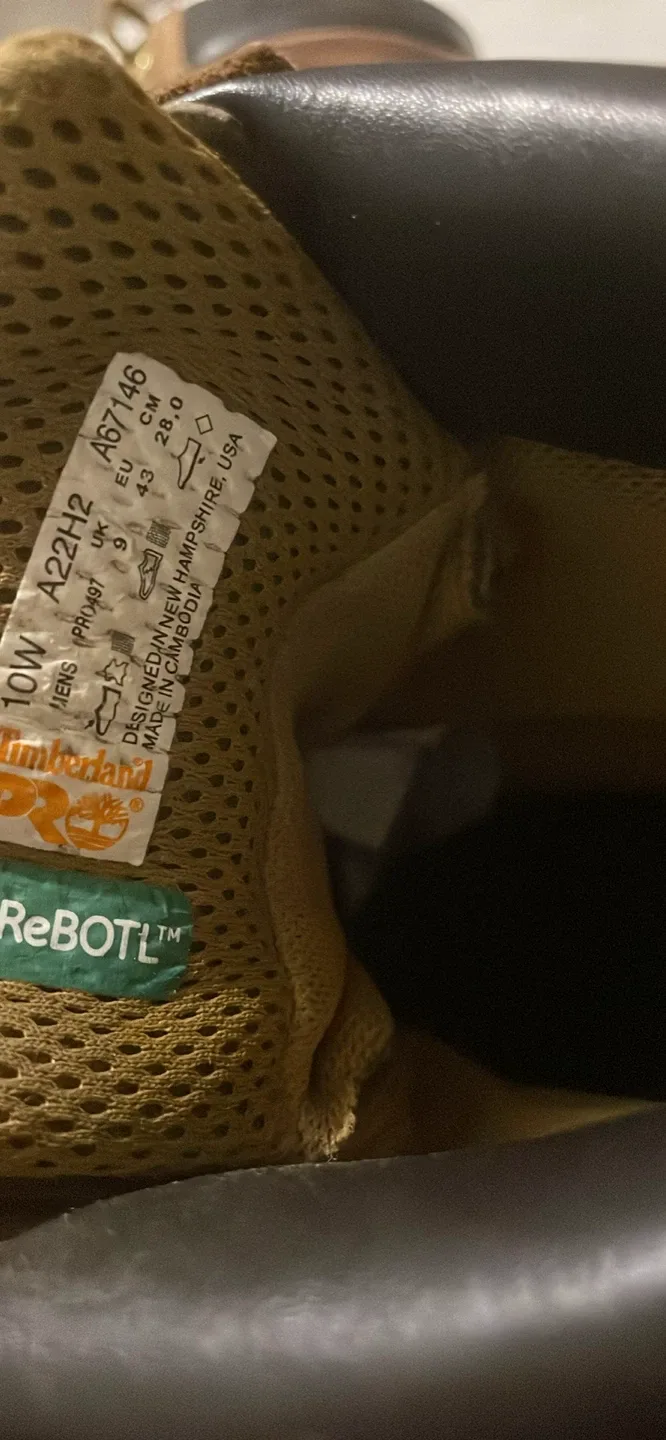 10W A22H2 A67146
MENS PR0497 UK EU CM
9 43 28.0
DESIGNED IN NEW HAMPSHIRE, USA
MADE IN CAMBODIA
Timberland®
PRO ®
ReBOTL™